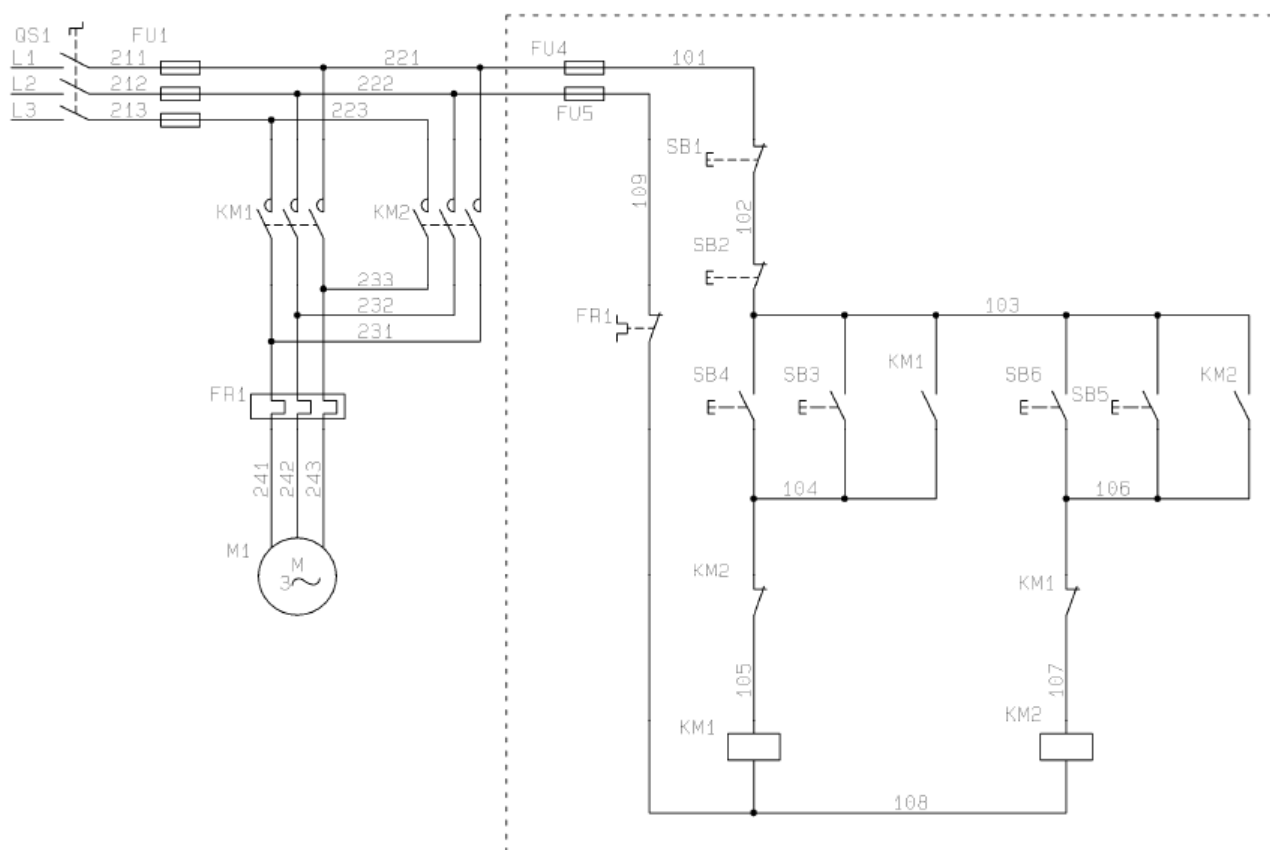 QS1 FU1
L1 211 221 FU4 101
L2 212 222
L3 213 223 FU5
SB1
109
KM1 KM2 102
SB2
233
232 FR1 103
231
KM1
FR1 SB4 SB3 SB6 SB5 KM2
241 242 243 104 106
M1 M
3~
KM2 KM1
105 107
KM1 KM2
108